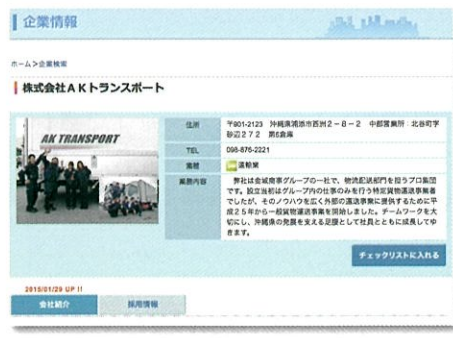 企業情報
ホーム>企業検索
株式会社AKトランスポート
AK TRANSPORT
住所
〒901-2123 沖縄県浦添市西洲2-8-2 中部営業所 北谷町字
砂辺272 第6倉庫
TEL
098-876-2221
業種
運輸業
業務内容
弊社は金城商事グループの一社で、物流配送部門を担うプロ集団
です。設立当初はグループ内の仕事のみを行う特定貨物運送事業者
でしたが、そのノウハウを広く外部の運送事業に提供するために平
成25年から一般貨物運送事業を開始しました。チームワークを大
切にし、沖縄県の発展を支える足腰として社員とともに成長してゆ
きます。
チェックリストに入れる
2015/01/29 UP !!
会社紹介
採用情報